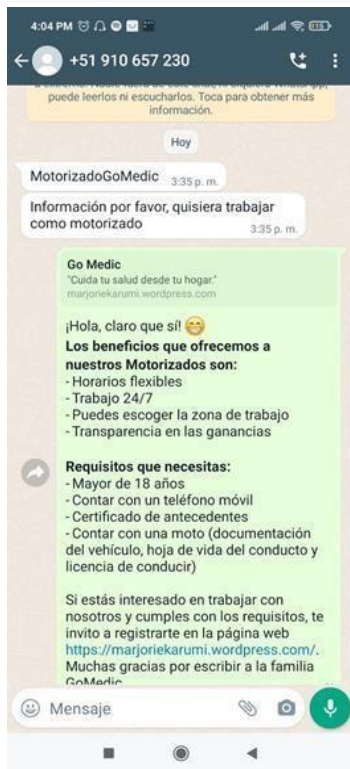 4:04 PM
+51 910 657 230
puede leerlos ni escucharlos. Toca para obtener más
información.
Hoy
MotorizadoGoMedic
3:35 p. m.
Información por favor, quisiera trabajar
como motorizado
3:35 p. m.
Go Medic
"Cuida tu salud desde tu hogar."
marjoriekarumi.wordpress.com
¡Hola, claro que sí!
Los beneficios que ofrecemos a
nuestros Motorizados son:
- Horarios flexibles
- Trabajo 24/7
- Puedes escoger la zona de trabajo
- Transparencia en las ganancias
Requisitos que necesitas:
- Mayor de 18 años
- Contar con un teléfono móvil
- Certificado de antecedentes
- Contar con una moto (documentación
del vehículo, hoja de vida del conducto y
licencia de conducir)
Si estás interesado en trabajar con
nosotros y cumples con los requisitos, te
invito a registrarte en la página web
https://marjoriekarumi.wordpress.com/.
Muchas gracias por escribir a la familia
GoMedic
Mensaje